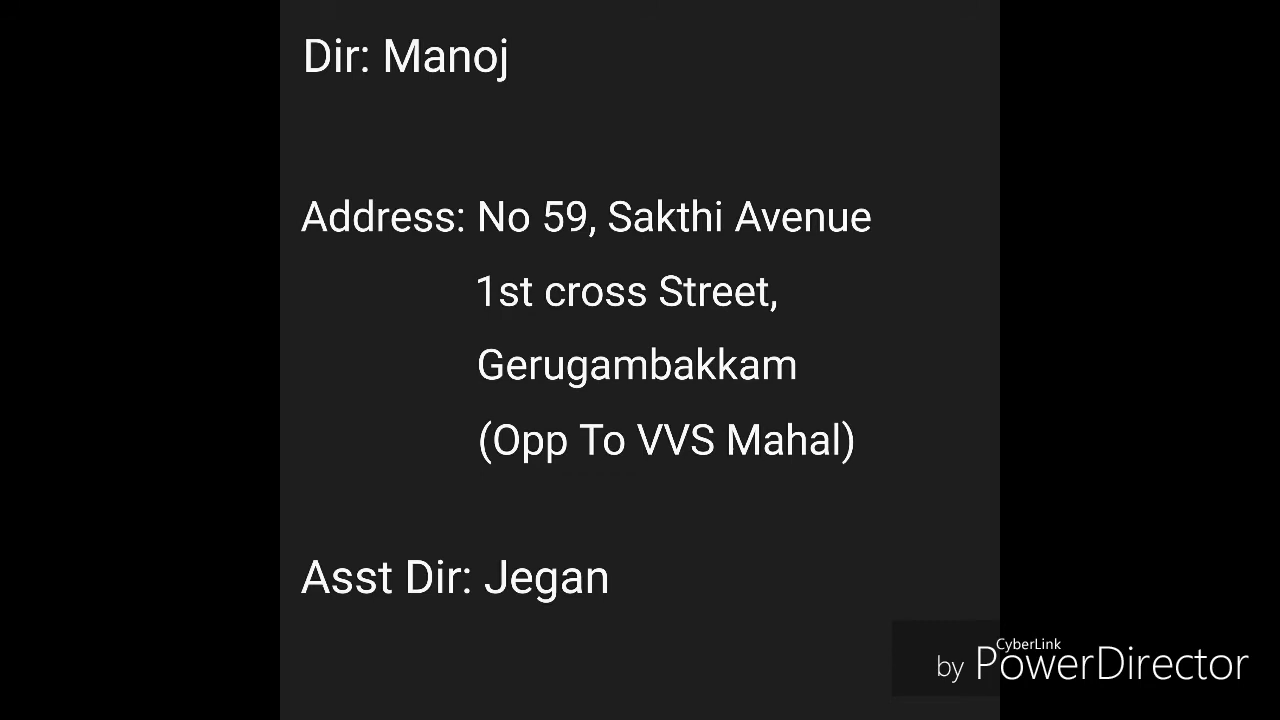 Dir: Manoj
Address: No 59, Sakthi Avenue
1st cross Street,
Gerugambakkam
(Opp To VVS Mahal)
Asst Dir: Jegan
CyberLink
by PowerDirector